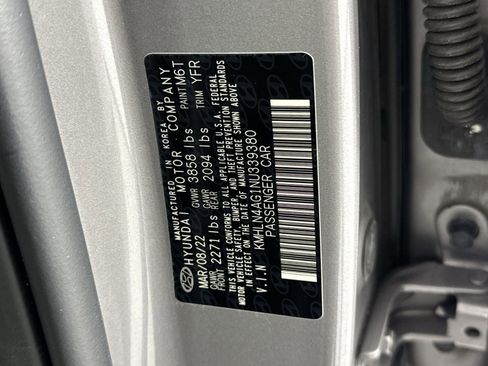 MANUFACTURED IN KOREA BY
HYUNDAI MOTOR COMPANY
MAR/08/22 GVWR 3858 lbs PAINT M6T
GAWR FRONT 2271 lbs GAWR REAR 2094 lbs TRIM YFR
THIS VEHICLE CONFORMS TO ALL APPLICABLE U.S.A. FEDERAL
MOTOR VEHICLE SAFETY, BUMPER, AND THEFT PREVENTION STANDARDS
IN EFFECT ON THE DATE OF MANUFACTURE SHOWN ABOVE.
V.I.N KMHLN4AG1NU339380
PASSENGER CAR